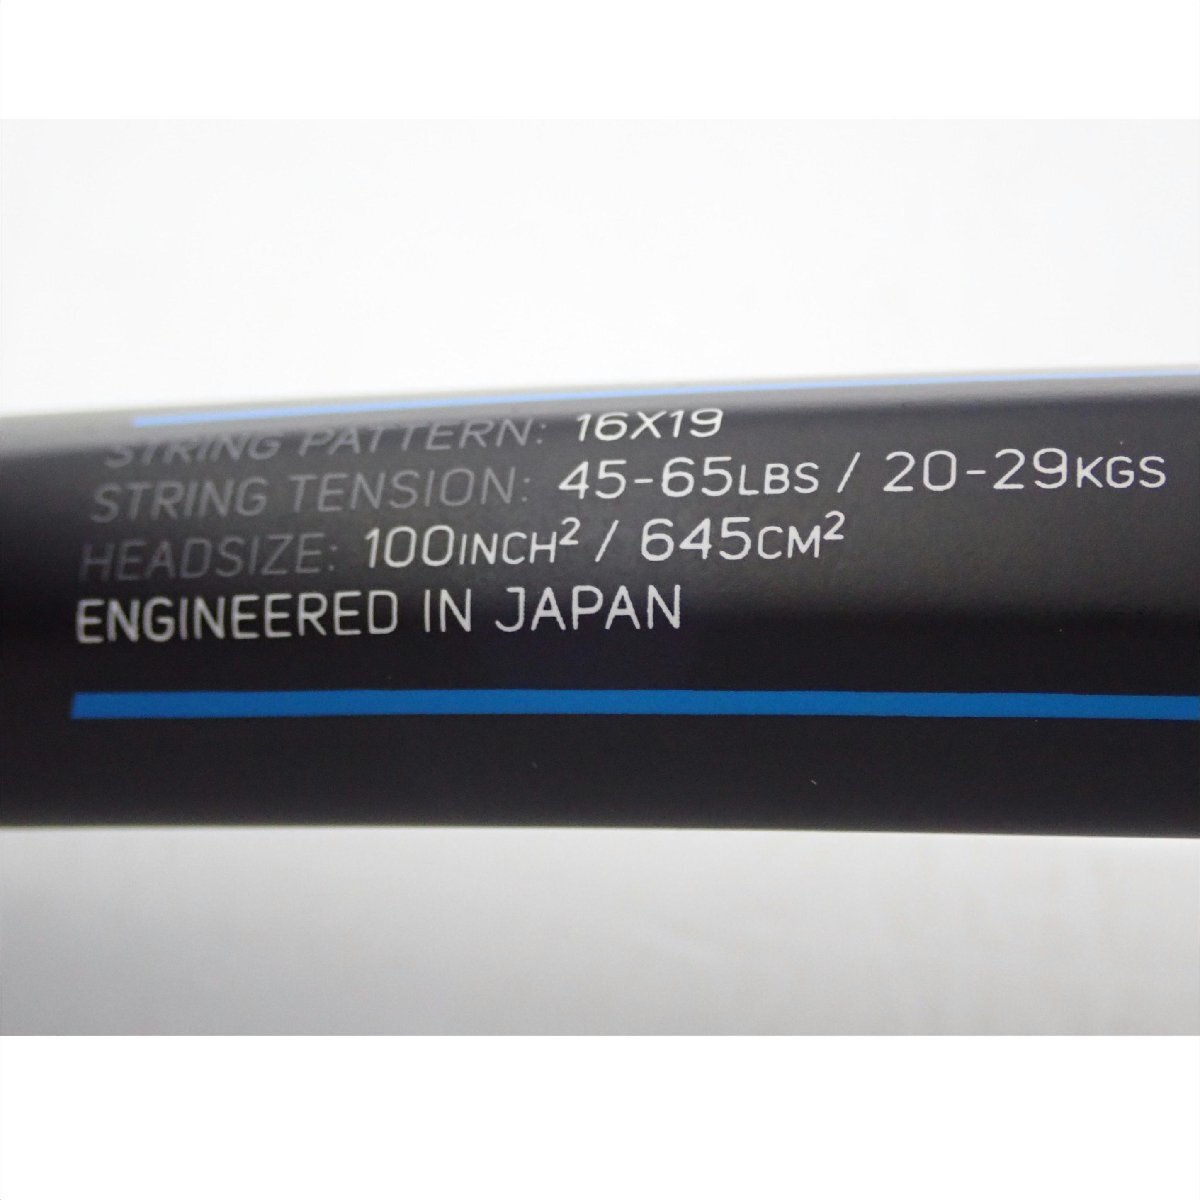 STRING PATTERN: 16X19
STRING TENSION: 45-65LBS / 20-29KGS
HEADSIZE: 100INCH² / 645CM²
ENGINEERED IN JAPAN